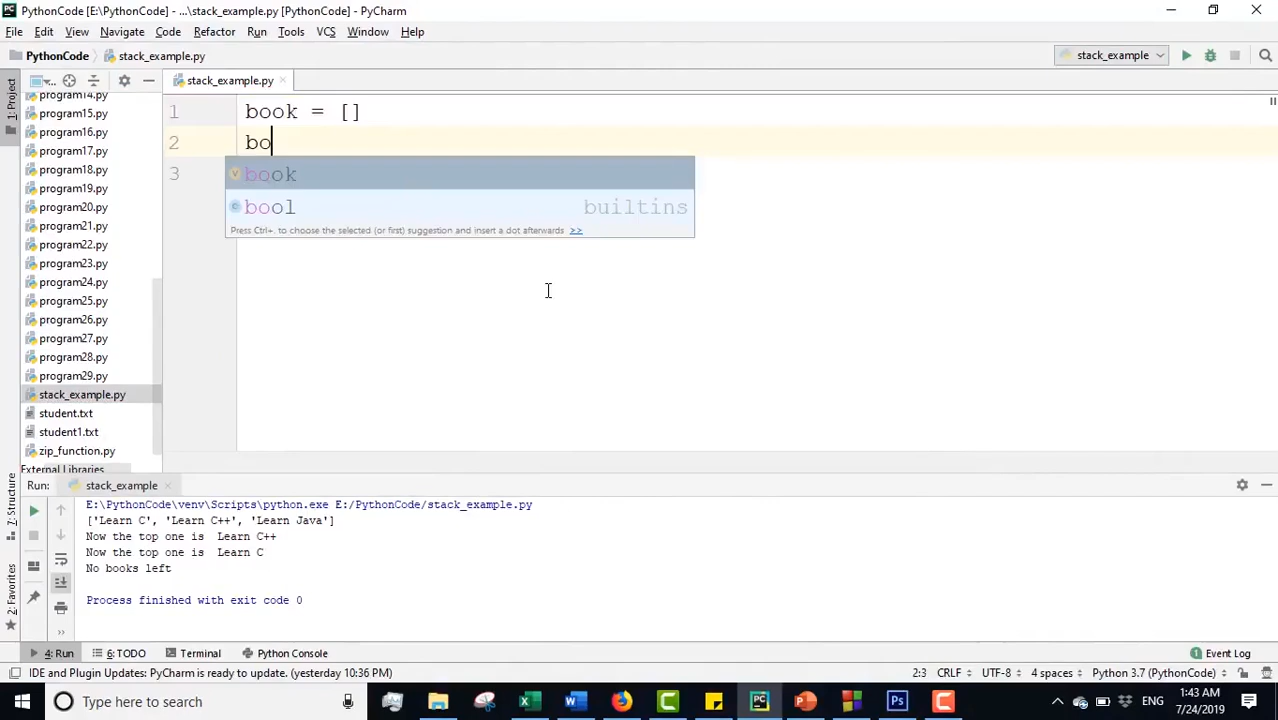 PythonCode [E:\PythonCode] - ...\stack_example.py [PythonCode] - PyCharm
File Edit View Navigate Code Refactor Run Tools VCS Window Help
PythonCode stack_example.py stack_example
1: Project
stack_example.py
program14.py
program15.py
program16.py
program17.py
program18.py
program19.py
program20.py
program21.py
program22.py
program23.py
program24.py
program25.py
program26.py
program27.py
program28.py
program29.py
stack_example.py
student.txt
student1.txt
zip_function.py
External Libraries
1 book = []
2 bo
3
v book
c bool builtins
Press Ctrl+. to choose the selected (or first) suggestion and insert a dot afterwards >>
Z: Structure
2: Favorites
Run: stack_example
E:\PythonCode\venv\Scripts\python.exe E:/PythonCode/stack_example.py
['Learn C', 'Learn C++', 'Learn Java']
Now the top one is  Learn C++
Now the top one is  Learn C
No books left
Process finished with exit code 0
>>
4: Run 6: TODO Terminal Python Console 1 Event Log
IDE and Plugin Updates: PyCharm is ready to update. (yesterday 10:36 PM) 2:3 CRLF UTF-8 4 spaces Python 3.7 (PythonCode)
Type here to search ENG 1:43 AM
7/24/2019